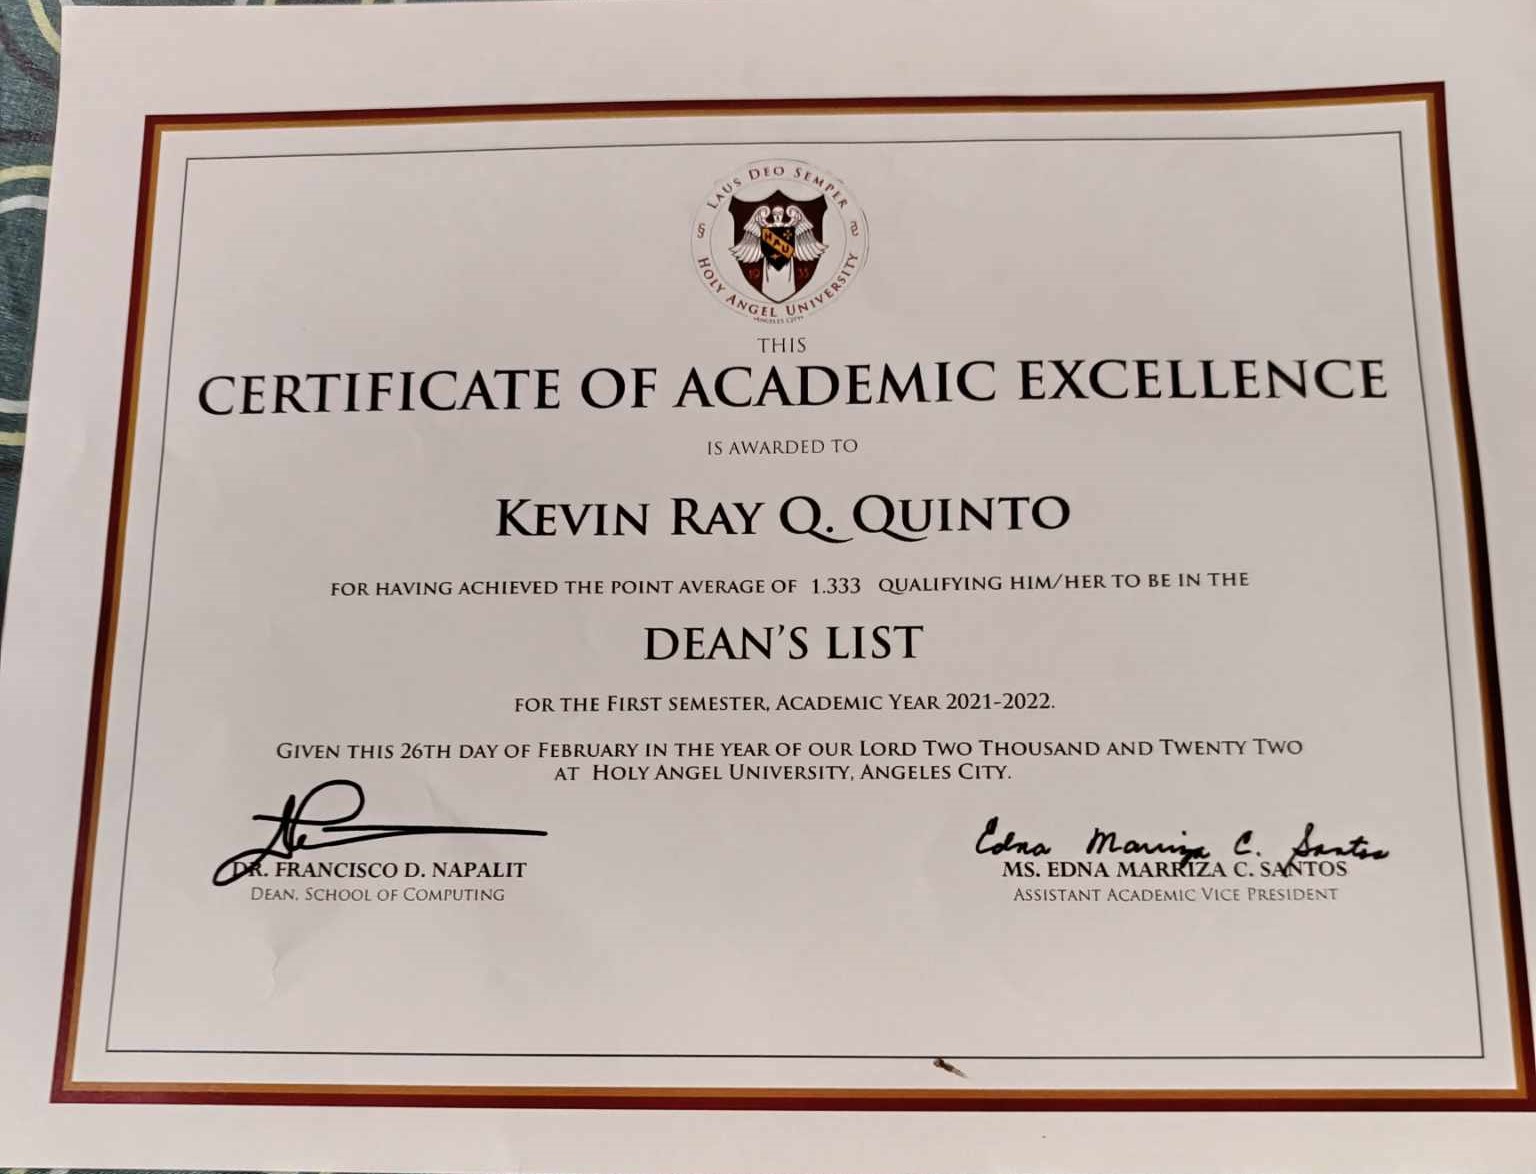 LAUS DEO SEMPER
HOLY ANGEL UNIVERSITY
ANGELES CITY
HAU
19 33
THIS
CERTIFICATE OF ACADEMIC EXCELLENCE
IS AWARDED TO
KEVIN RAY Q. QUINTO
FOR HAVING ACHIEVED THE POINT AVERAGE OF 1.333 QUALIFYING HIM/HER TO BE IN THE
DEAN'S LIST
FOR THE FIRST SEMESTER, ACADEMIC YEAR 2021-2022.
GIVEN THIS 26TH DAY OF FEBRUARY IN THE YEAR OF OUR LORD TWO THOUSAND AND TWENTY TWO
AT HOLY ANGEL UNIVERSITY, ANGELES CITY.
Edna Marriza C. Santos
DR. FRANCISCO D. NAPALIT
DEAN, SCHOOL OF COMPUTING
MS. EDNA MARRIZA C. SANTOS
ASSISTANT ACADEMIC VICE PRESIDENT